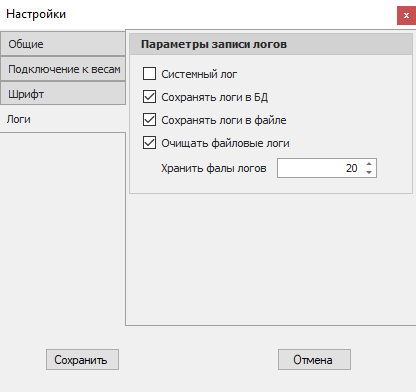 Настройки
x
Общие
Подключение к весам
Шрифт
Логи
Параметры записи логов
Системный лог
Сохранять логи в БД
Сохранять логи в файле
Очищать файловые логи
Хранить фалы логов
20
Сохранить
Отмена